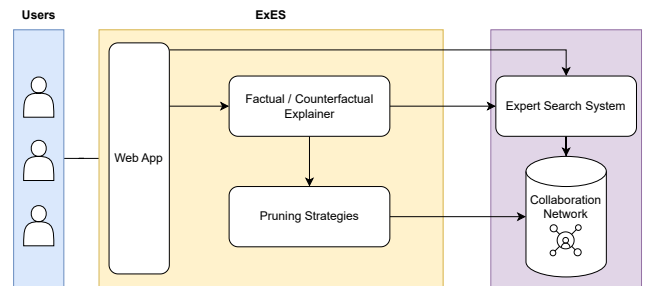 Users
ExES
Web App
Factual / Counterfactual
Explainer
Expert Search System
Pruning Strategies
Collaboration
Network